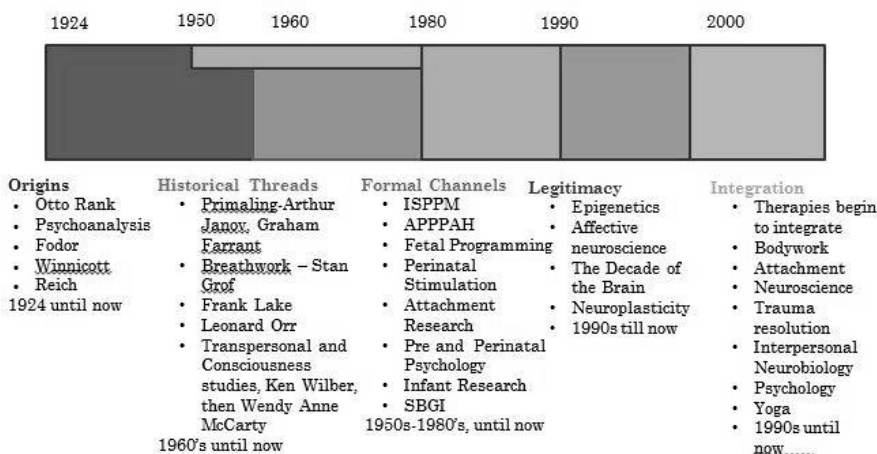 1924
1950
1960
1980
1990
2000
Origins
• Otto Rank
• Psychoanalysis
• Fodor
• Winnicott
• Reich
1924 until now
Historical Threads
• Primaling-Arthur
Janov, Graham
Farrant
• Breathwork – Stan
Grof
• Frank Lake
• Leonard Orr
• Transpersonal and
Consciousness
studies, Ken Wilber,
then Wendy Anne
McCarty
1960's until now
Formal Channels
• ISPPM
• APPPAH
• Fetal Programming
• Perinatal
Stimulation
• Attachment
Research
• Pre and Perinatal
Psychology
• Infant Research
• SBGI
1950s-1980's, until now
Legitimacy
• Epigenetics
• Affective
neuroscience
• The Decade of
the Brain
• Neuroplasticity
• 1990s till now
Integration
• Therapies begin
to integrate
• Bodywork
• Attachment
• Neuroscience
• Trauma
resolution
• Interpersonal
Neurobiology
• Psychology
• Yoga
• 1990s until
now.....